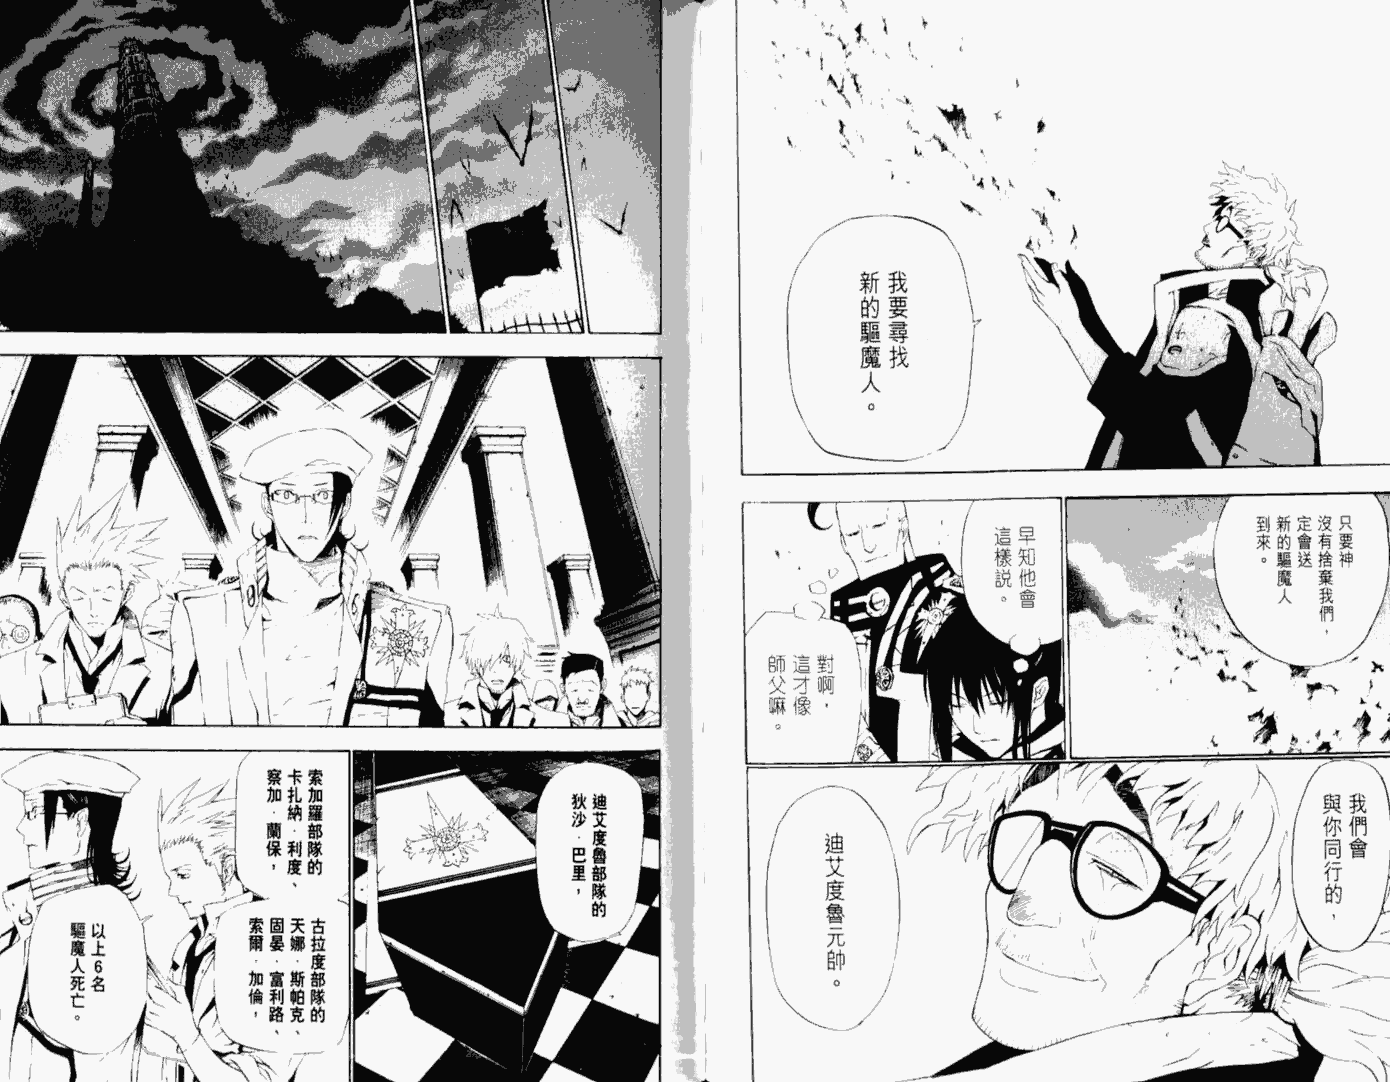 我要尋找
新的驅魔人。
只要神
沒有捨棄我們，
定會送
新的驅魔人
到來。
早知他會
這樣説。
對啊，
這才像
師父嘛。
我們會
與你同行的，
迪艾度魯元帥。
迪艾度魯部隊的
狄沙．巴里，
索加羅部隊的
卡扎納．利度、
察加．蘭保，
古拉度部隊的
天娜．斯帕克、
固晏．富利路、
索爾．加倫，
以上6名
驅魔人死亡。